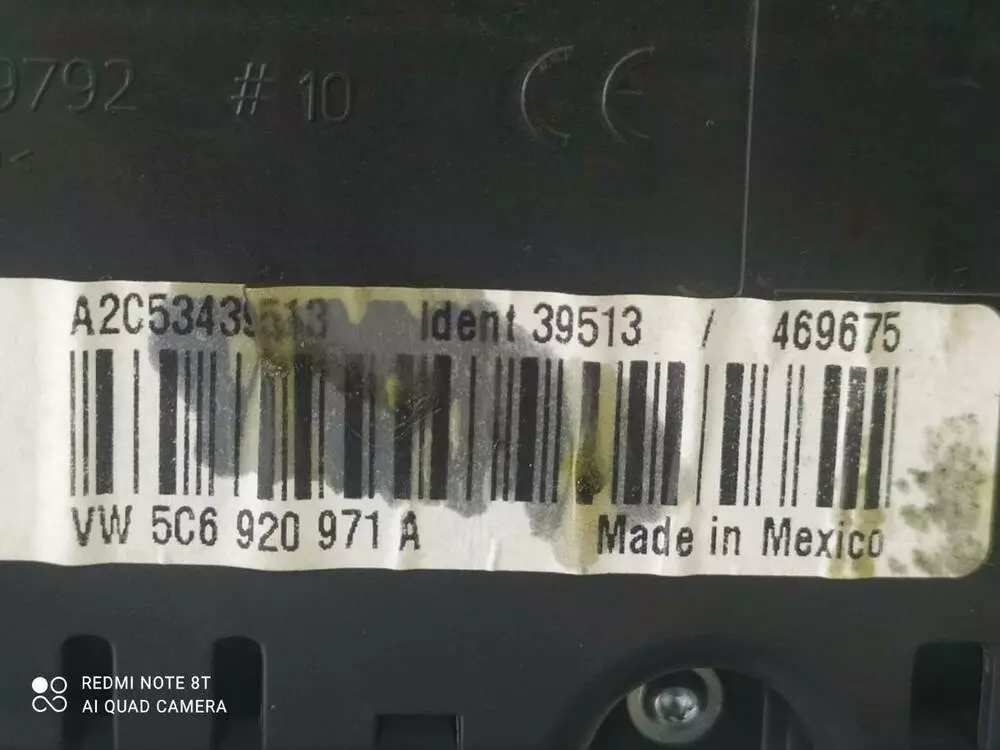 9792 # 10 CE
A2C53439513 Ident 39513 / 469675
VW 5C6 920 971 A Made in Mexico
REDMI NOTE 8T
AI QUAD CAMERA